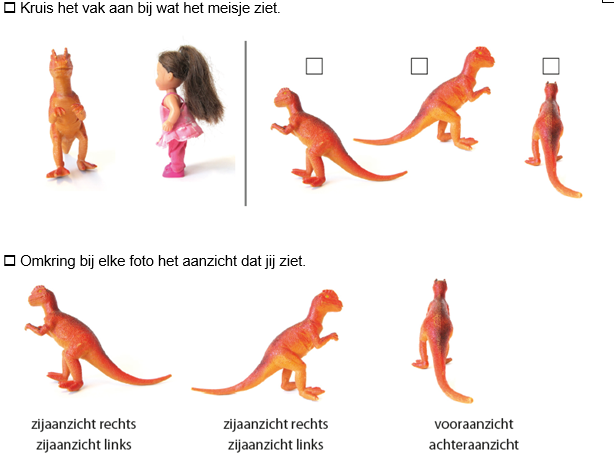 Kruis het vak aan bij wat het meisje ziet.
Omkring bij elke foto het aanzicht dat jij ziet.
zijaanzicht rechts
zijaanzicht links
zijaanzicht rechts
zijaanzicht links
vooraanzicht
achteraanzicht